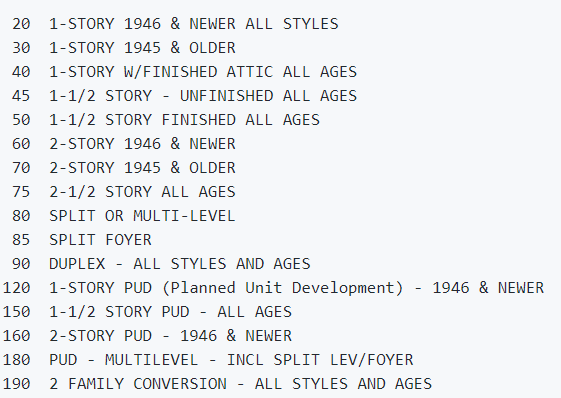 20 1-STORY 1946 & NEWER ALL STYLES
30 1-STORY 1945 & OLDER
40 1-STORY W/FINISHED ATTIC ALL AGES
45 1-1/2 STORY - UNFINISHED ALL AGES
50 1-1/2 STORY FINISHED ALL AGES
60 2-STORY 1946 & NEWER
70 2-STORY 1945 & OLDER
75 2-1/2 STORY ALL AGES
80 SPLIT OR MULTI-LEVEL
85 SPLIT FOYER
90 DUPLEX - ALL STYLES AND AGES
120 1-STORY PUD (Planned Unit Development) - 1946 & NEWER
150 1-1/2 STORY PUD - ALL AGES
160 2-STORY PUD - 1946 & NEWER
180 PUD - MULTILEVEL - INCL SPLIT LEV/FOYER
190 2 FAMILY CONVERSION - ALL STYLES AND AGES